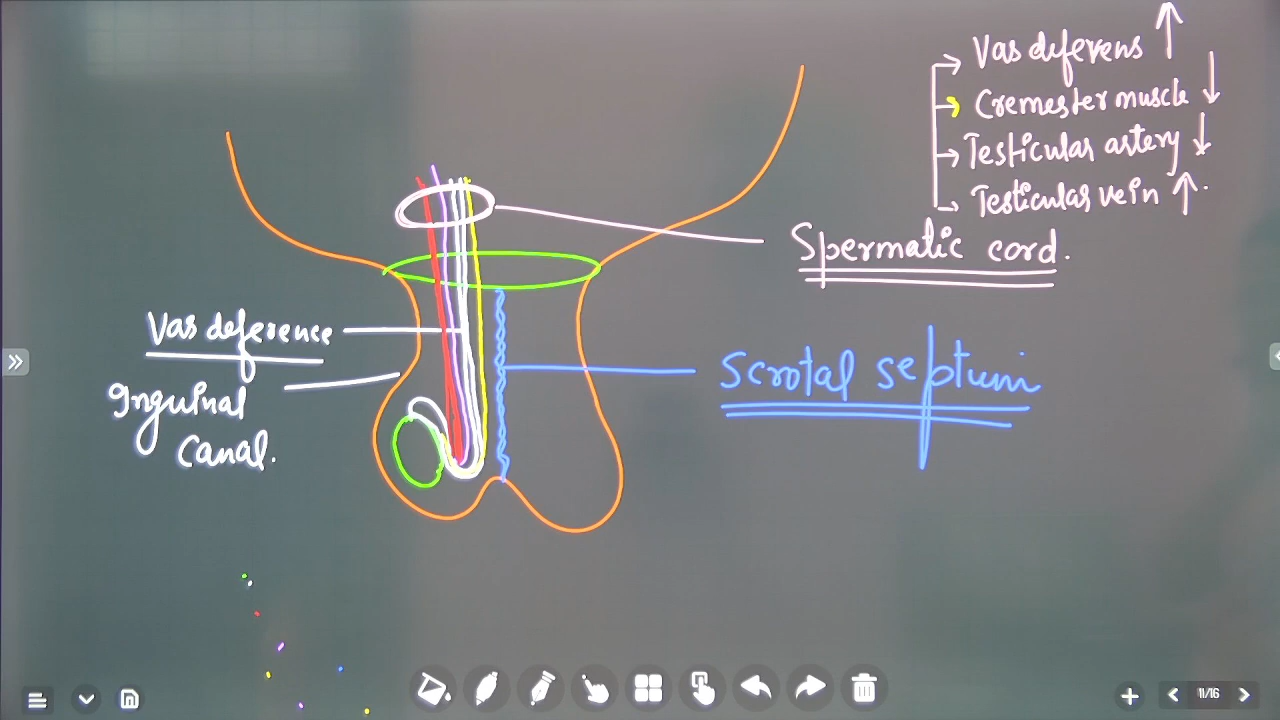 Vas deferens ↑
Cremester muscle ↓
Testicular artery ↓
Testicular vein ↑
Spermatic cord.
Vas deference
Inguinal
Canal.
Scrotal septum
11/16